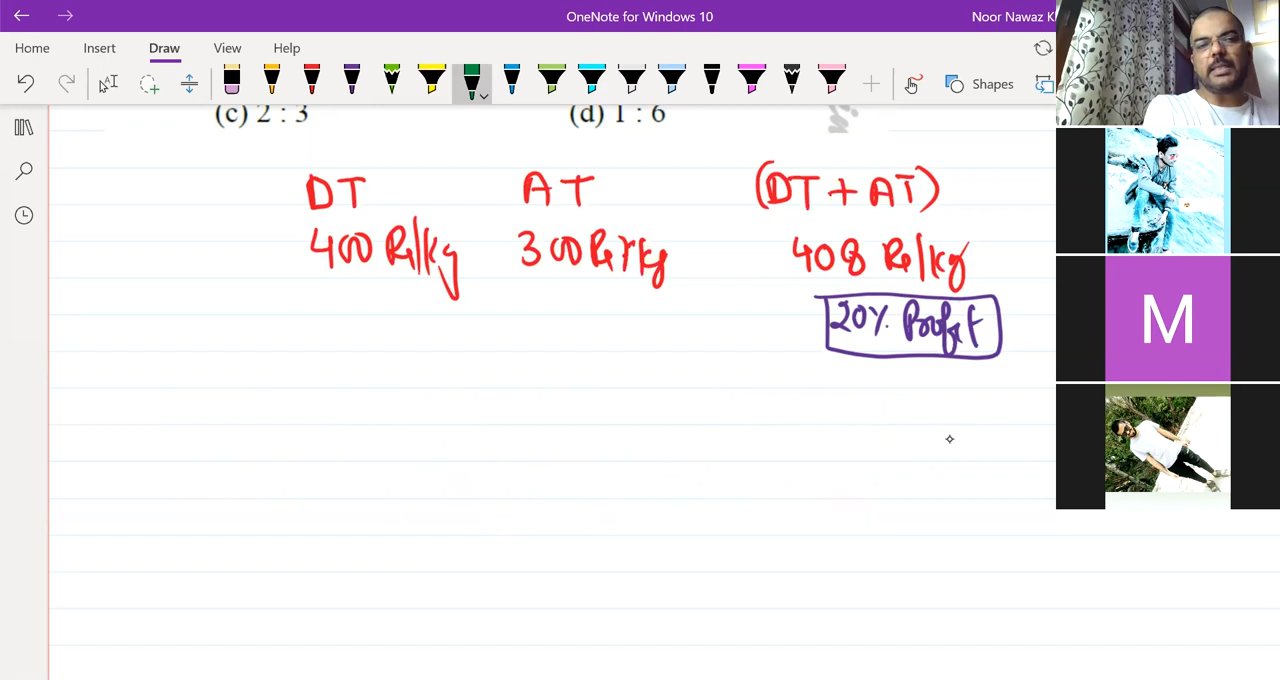 OneNote for Windows 10
Noor Nawaz K
Home Insert Draw View Help
Shapes
(c) 2 : 3 (d) 1 : 6
DT AT (DT + AT)
400 Rs/kg 300 Rs/kg 408 Rs/kg
20% Profit
M